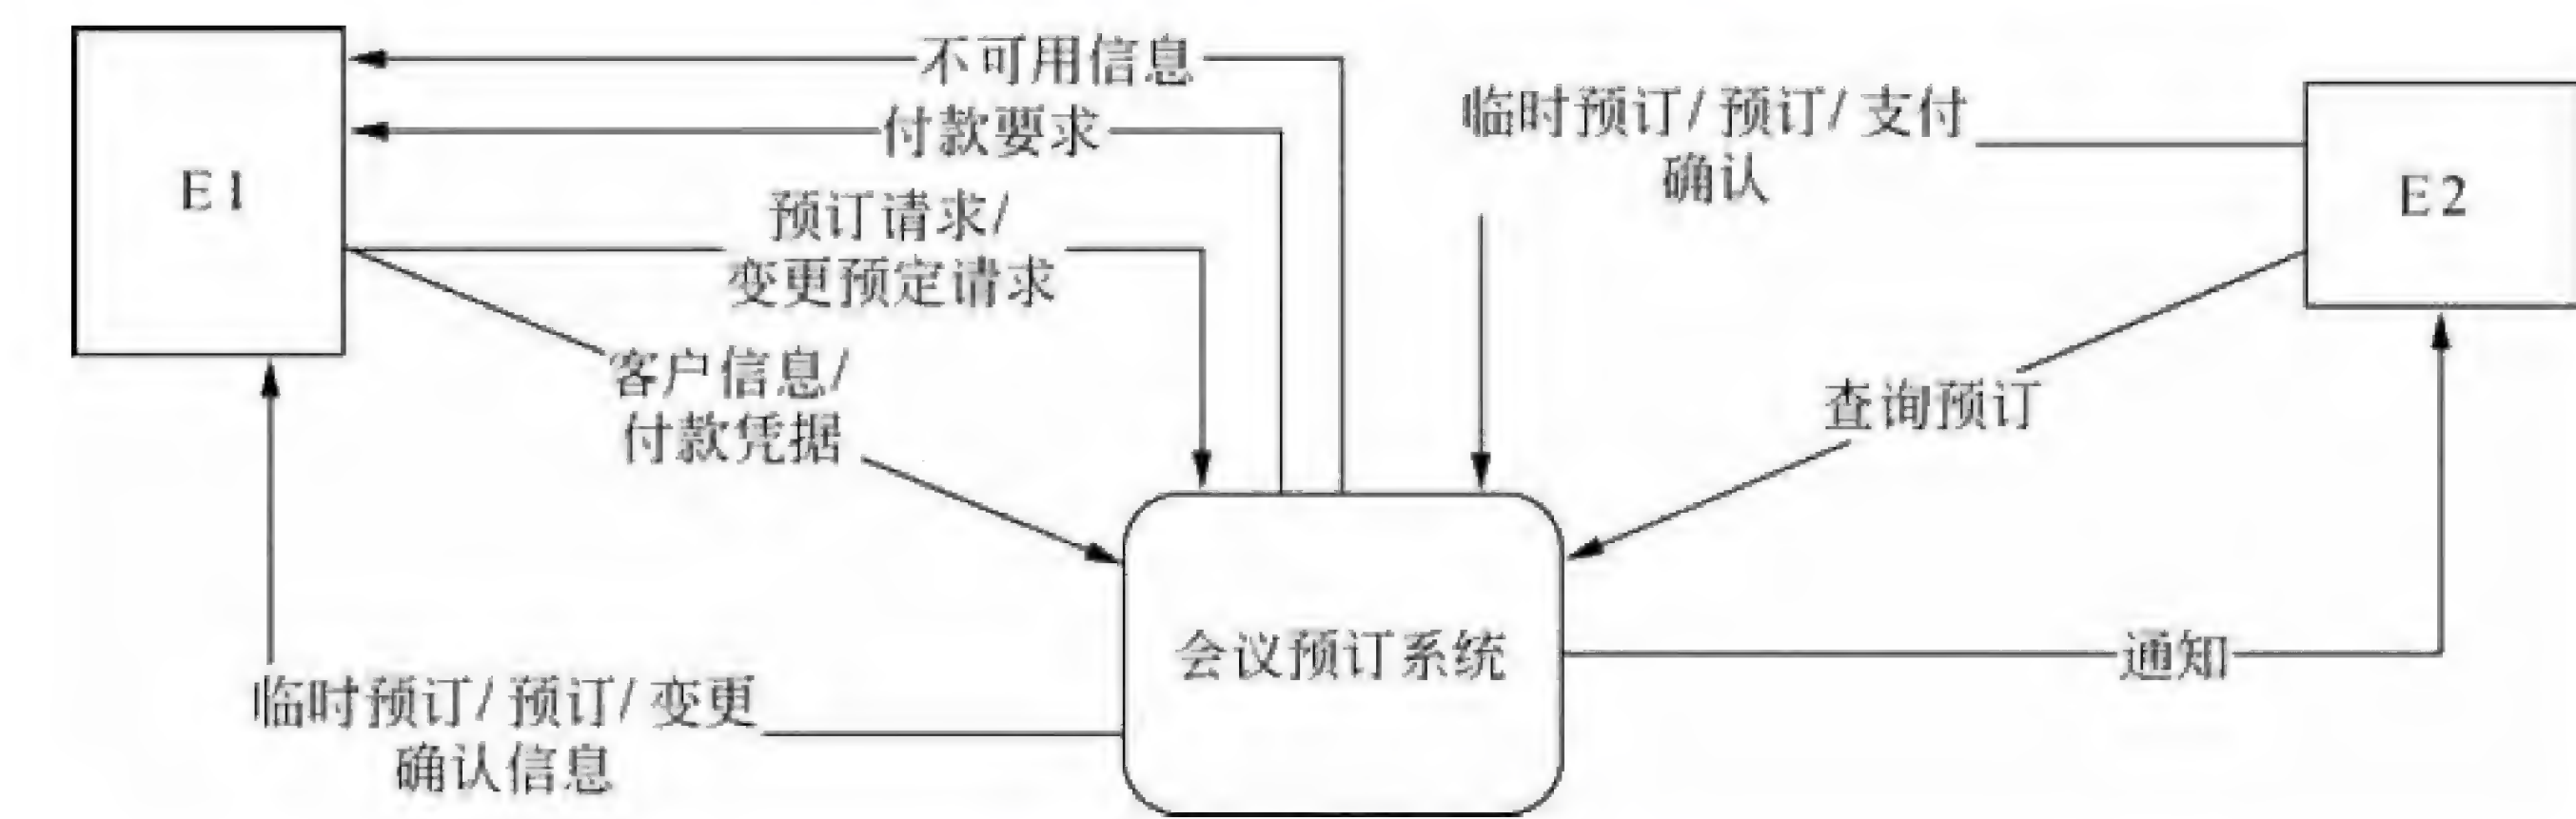 不可用信息
付款要求
E1
预订请求/
变更预定请求
客户信息/
付款凭据
临时预订/预订/变更
确认信息
临时预订/预订/支付
确认
E2
查询预订
会议预订系统
通知